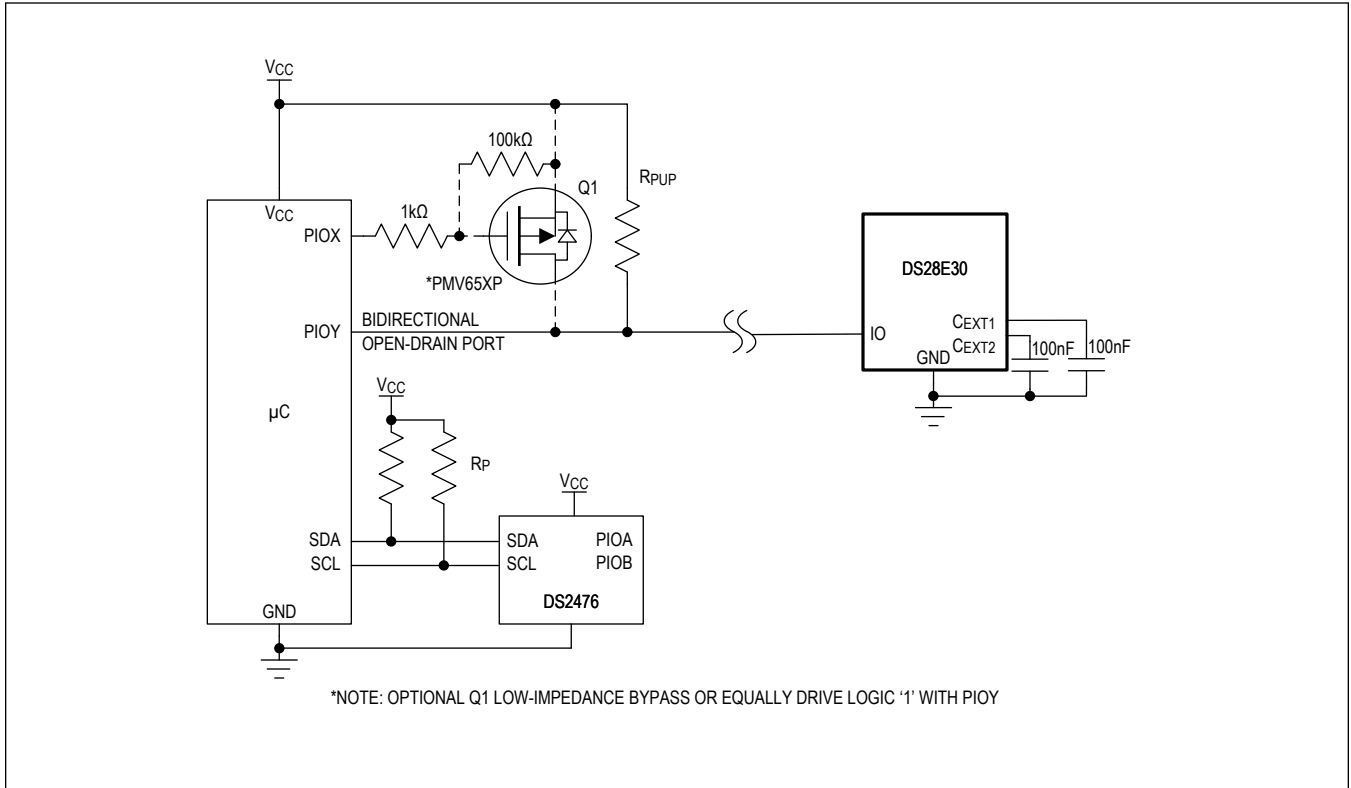 VCC
100kΩ
Q1
RPUP
VCC
1kΩ
PIOX
*PMV65XP
DS28E30
PIOY
BIDIRECTIONAL
OPEN-DRAIN PORT
IO
CEXT1
CEXT2
GND
100nF
100nF
VCC
µC
RP
VCC
SDA
SCL
SDA
SCL
PIOA
PIOB
DS2476
GND
*NOTE: OPTIONAL Q1 LOW-IMPEDANCE BYPASS OR EQUALLY DRIVE LOGIC ‘1’ WITH PIOY